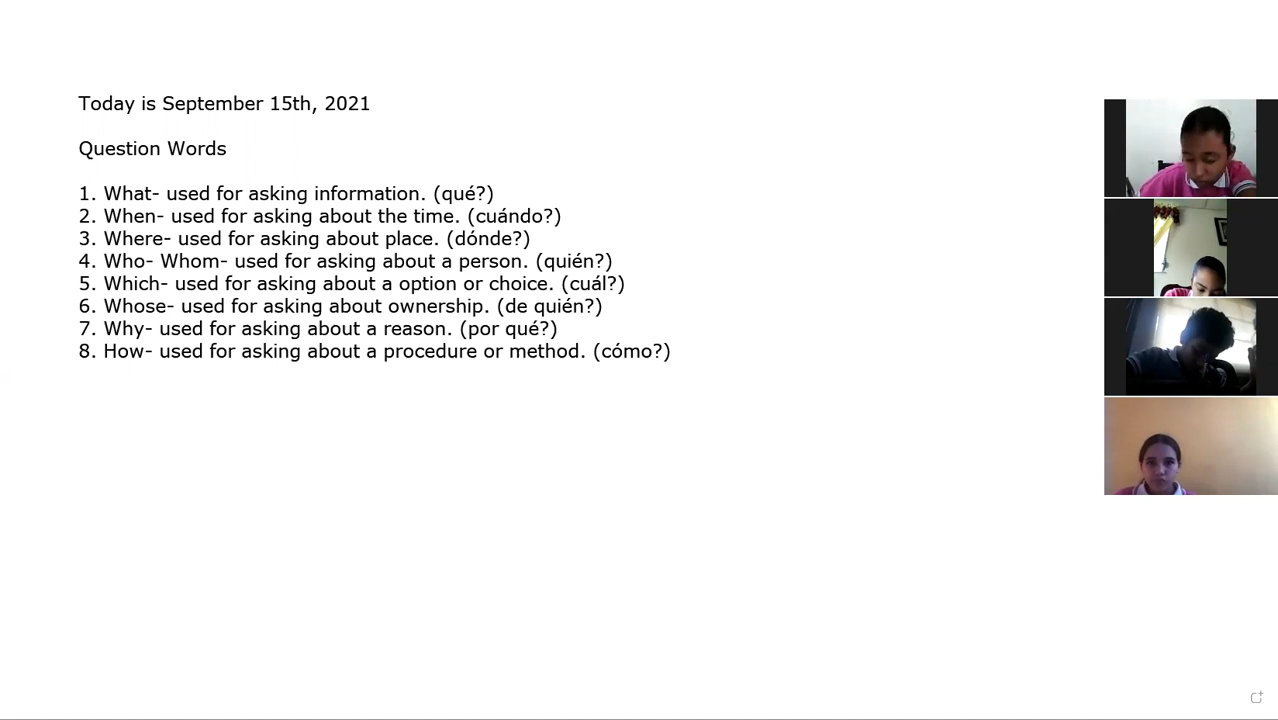 Today is September 15th, 2021
Question Words
1. What- used for asking information. (qué?)
2. When- used for asking about the time. (cuándo?)
3. Where- used for asking about place. (dónde?)
4. Who- Whom- used for asking about a person. (quién?)
5. Which- used for asking about a option or choice. (cuál?)
6. Whose- used for asking about ownership. (de quién?)
7. Why- used for asking about a reason. (por qué?)
8. How- used for asking about a procedure or method. (cómo?)